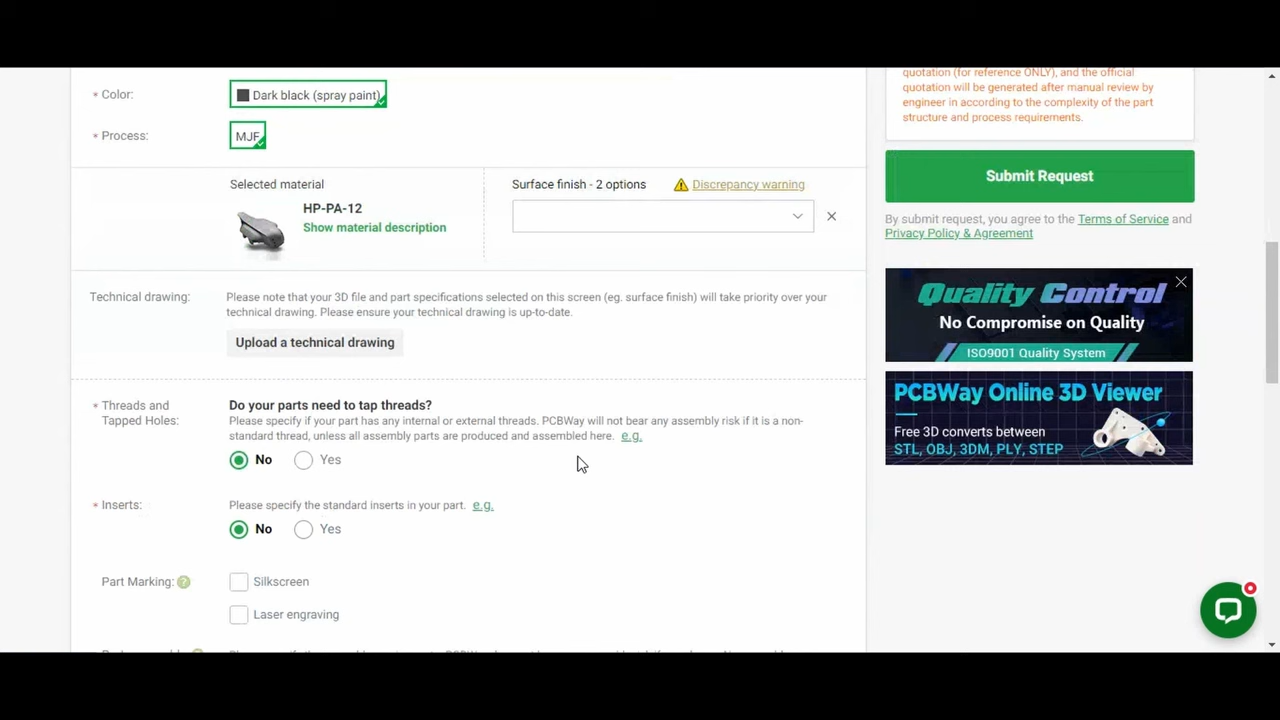 quotation (for reference ONLY), and the official
quotation will be generated after manual review by
engineer in according to the complexity of the part
structure and process requirements.
* Color:
Dark black (spray paint)
* Process:
MJF
Submit Request
Selected material
HP-PA-12
Show material description
Surface finish - 2 options
Discrepancy warning
By submit request, you agree to the Terms of Service and
Privacy Policy & Agreement
Technical drawing:
Please note that your 3D file and part specifications selected on this screen (eg. surface finish) will take priority over your
technical drawing. Please ensure your technical drawing is up-to-date.
Upload a technical drawing
Quality Control
No Compromise on Quality
ISO9001 Quality System
PCBWay Online 3D Viewer
Free 3D converts between
STL, OBJ, 3DM, PLY, STEP
* Threads and
Tapped Holes:
Do your parts need to tap threads?
Please specify if your part has any internal or external threads. PCBWay will not bear any assembly risk if it is a non-
standard thread, unless all assembly parts are produced and assembled here. e.g.
No Yes
* Inserts:
Please specify the standard inserts in your part. e.g.
No Yes
Part Marking: ?
Silkscreen
Laser engraving